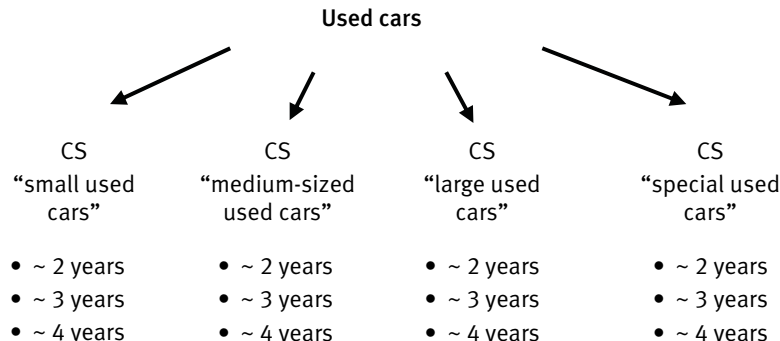 Used cars
CS
“small used
cars”
• ~ 2 years
• ~ 3 years
• ~ 4 years
CS
“medium-sized
used cars”
• ~ 2 years
• ~ 3 years
• ~ 4 years
CS
“large used
cars”
• ~ 2 years
• ~ 3 years
• ~ 4 years
CS
“special used
cars”
• ~ 2 years
• ~ 3 years
• ~ 4 years